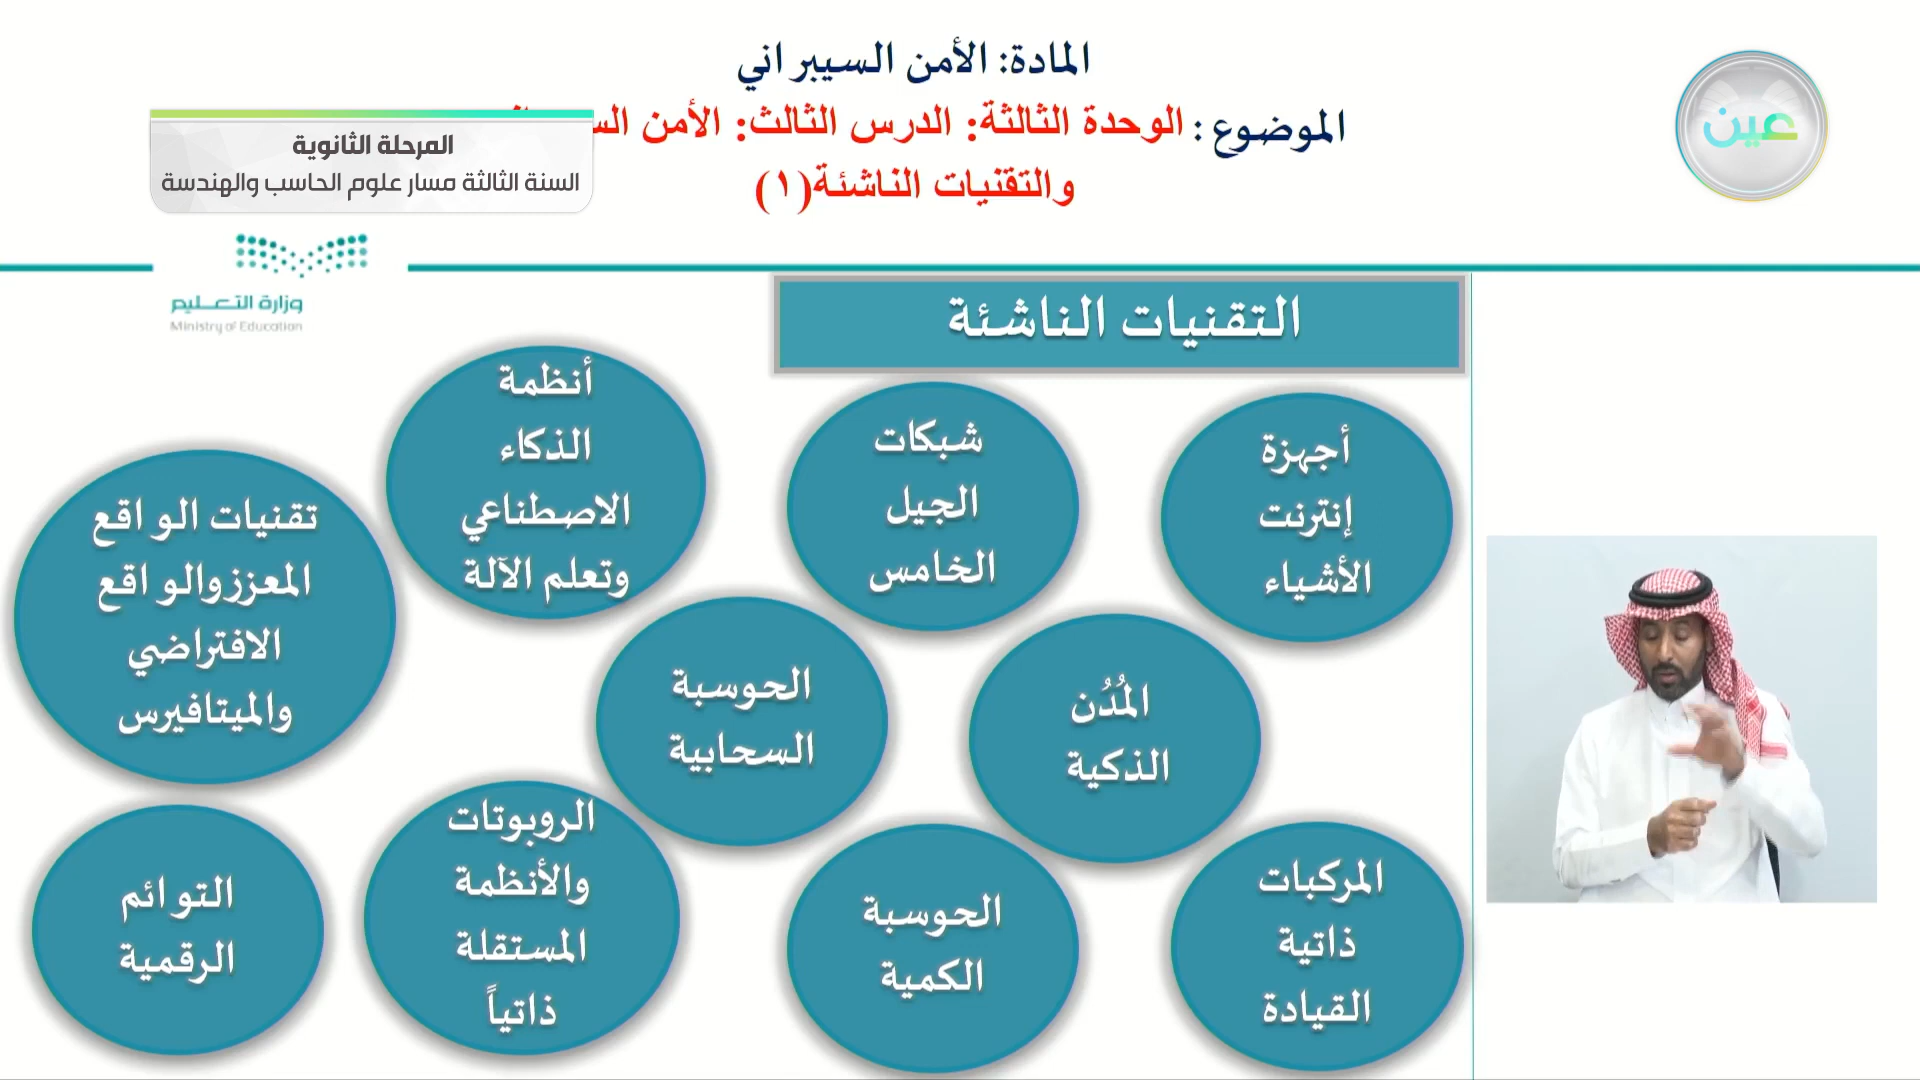 المادة: الأمن السيبراني
الموضوع : الوحدة الثالثة: الدرس الثالث: الأمن
والتقنيات الناشئة(١)
عين
المرحلة الثانوية
السنة الثالثة مسار علوم الحاسب والهندسة
وزارة التعـــليم
Ministry of Education
التقنيات الناشئة
أجهزة
إنترنت
الأشياء
شبكات
الجيل
الخامس
أنظمة
الذكاء
الاصطناعي
وتعلم الآلة
تقنيات الواقع
المعزز والواقع
الافتراضي
والميتافيرس
المُدُن
الذكية
الحوسبة
السحابية
المركبات
ذاتية
القيادة
الحوسبة
الكمية
الروبوتات
والأنظمة
المستقلة
ذاتياً
التوائم
الرقمية